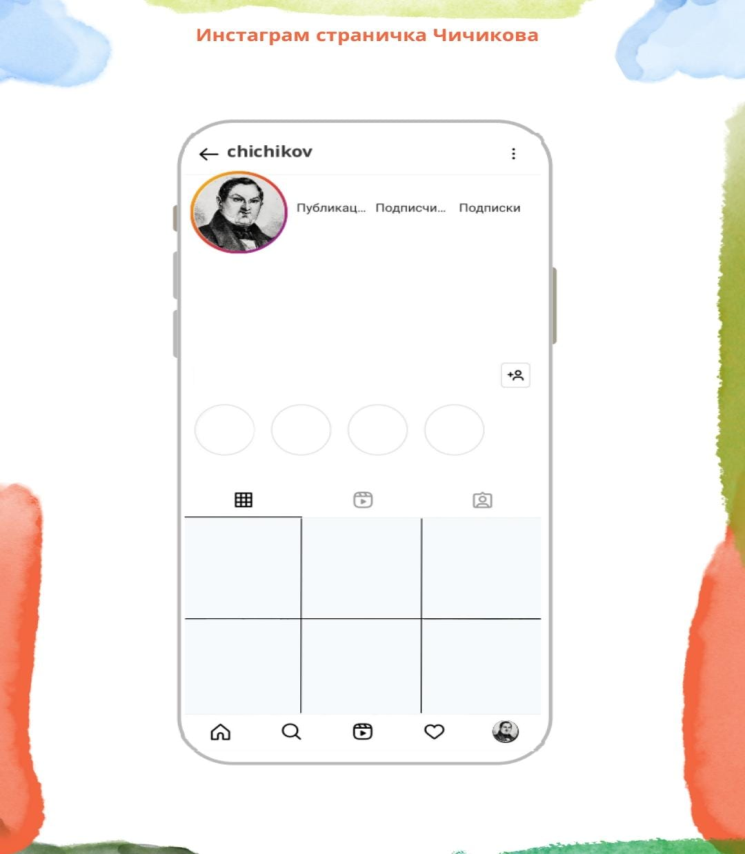 Инстаграм страничка Чичикова
chichikov
Публикац... Подписчи... Подписки